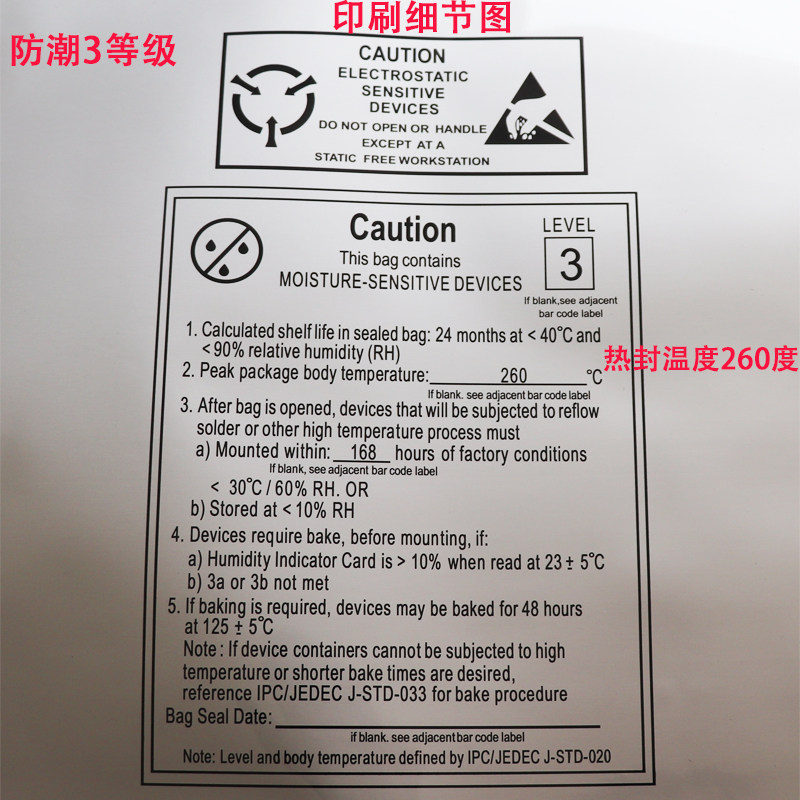 印刷细节图
防潮3等级
CAUTION
ELECTROSTATIC
SENSITIVE
DEVICES
DO NOT OPEN OR HANDLE
EXCEPT AT A
STATIC FREE WORKSTATION
Caution
This bag contains
MOISTURE-SENSITIVE DEVICES
LEVEL
3
If blank,see adjacent
bar code label
1. Calculated shelf life in sealed bag: 24 months at < 40℃ and
< 90% relative humidity (RH)
热封温度260度
2. Peak package body temperature: 260 ℃
If blank. see adjacent bar code label
3. After bag is opened, devices that will be subjected to reflow
solder or other high temperature process must
a) Mounted within: 168 hours of factory conditions
If blank, see adjacent bar code label
< 30℃ / 60% RH. OR
b) Stored at < 10% RH
4. Devices require bake, before mounting, if:
a) Humidity Indicator Card is > 10% when read at 23 ± 5℃
b) 3a or 3b not met
5. If baking is required, devices may be baked for 48 hours
at 125 ± 5℃
Note : If device containers cannot be subjected to high
temperature or shorter bake times are desired,
reference IPC/JEDEC J-STD-033 for bake procedure
Bag Seal Date:
if blank. see adjacent bar code label
Note: Level and body temperature defined by IPC/JEDEC J-STD-020